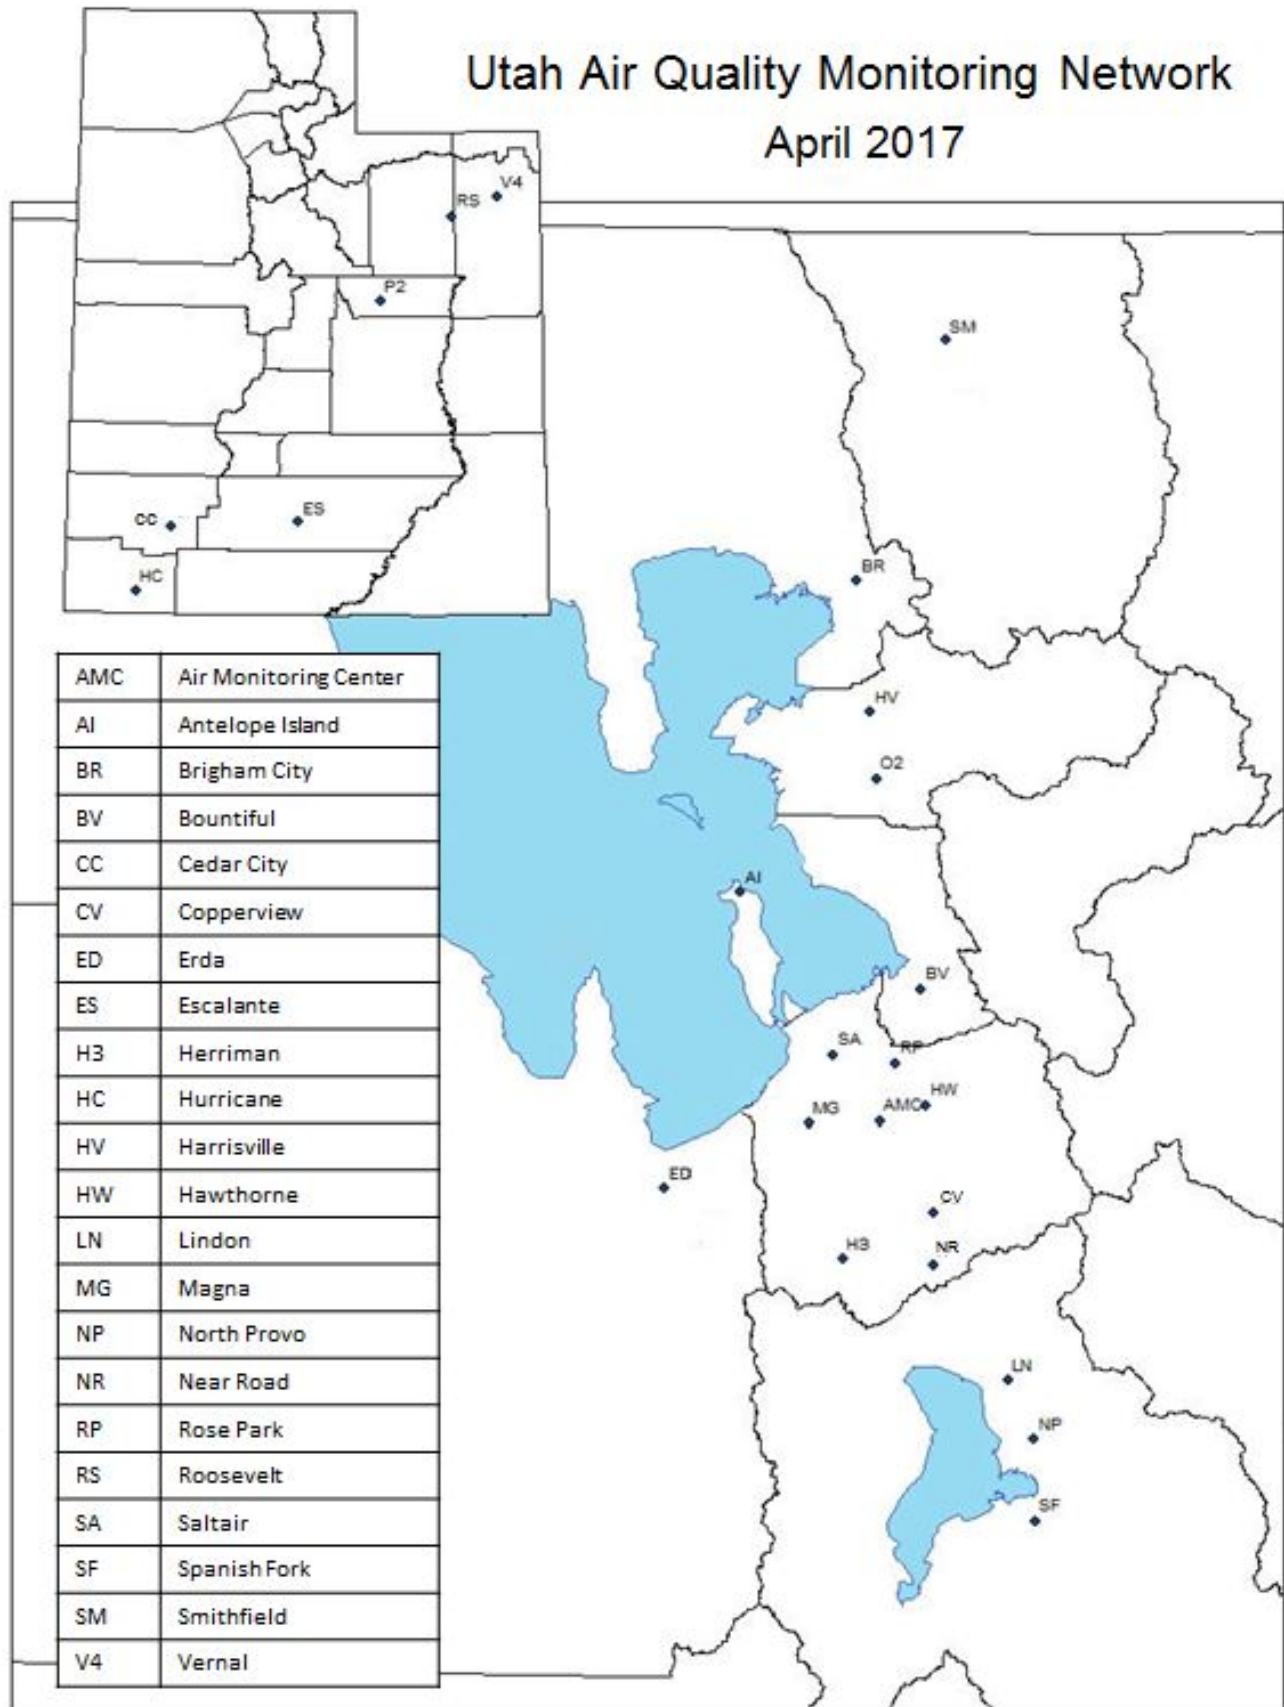 Utah Air Quality Monitoring Network
April 2017
V4
RS
P2
CC
ES
HC
SM
BR
HV
O2
AI
BV
SA
RP
MG
AMC
HW
ED
CV
H3
NR
LN
NP
SF
AMC Air Monitoring Center
AI Antelope Island
BR Brigham City
BV Bountiful
CC Cedar City
CV Copperview
ED Erda
ES Escalante
H3 Herriman
HC Hurricane
HV Harrisville
HW Hawthorne
LN Lindon
MG Magna
NP North Provo
NR Near Road
RP Rose Park
RS Roosevelt
SA Saltair
SF Spanish Fork
SM Smithfield
V4 Vernal